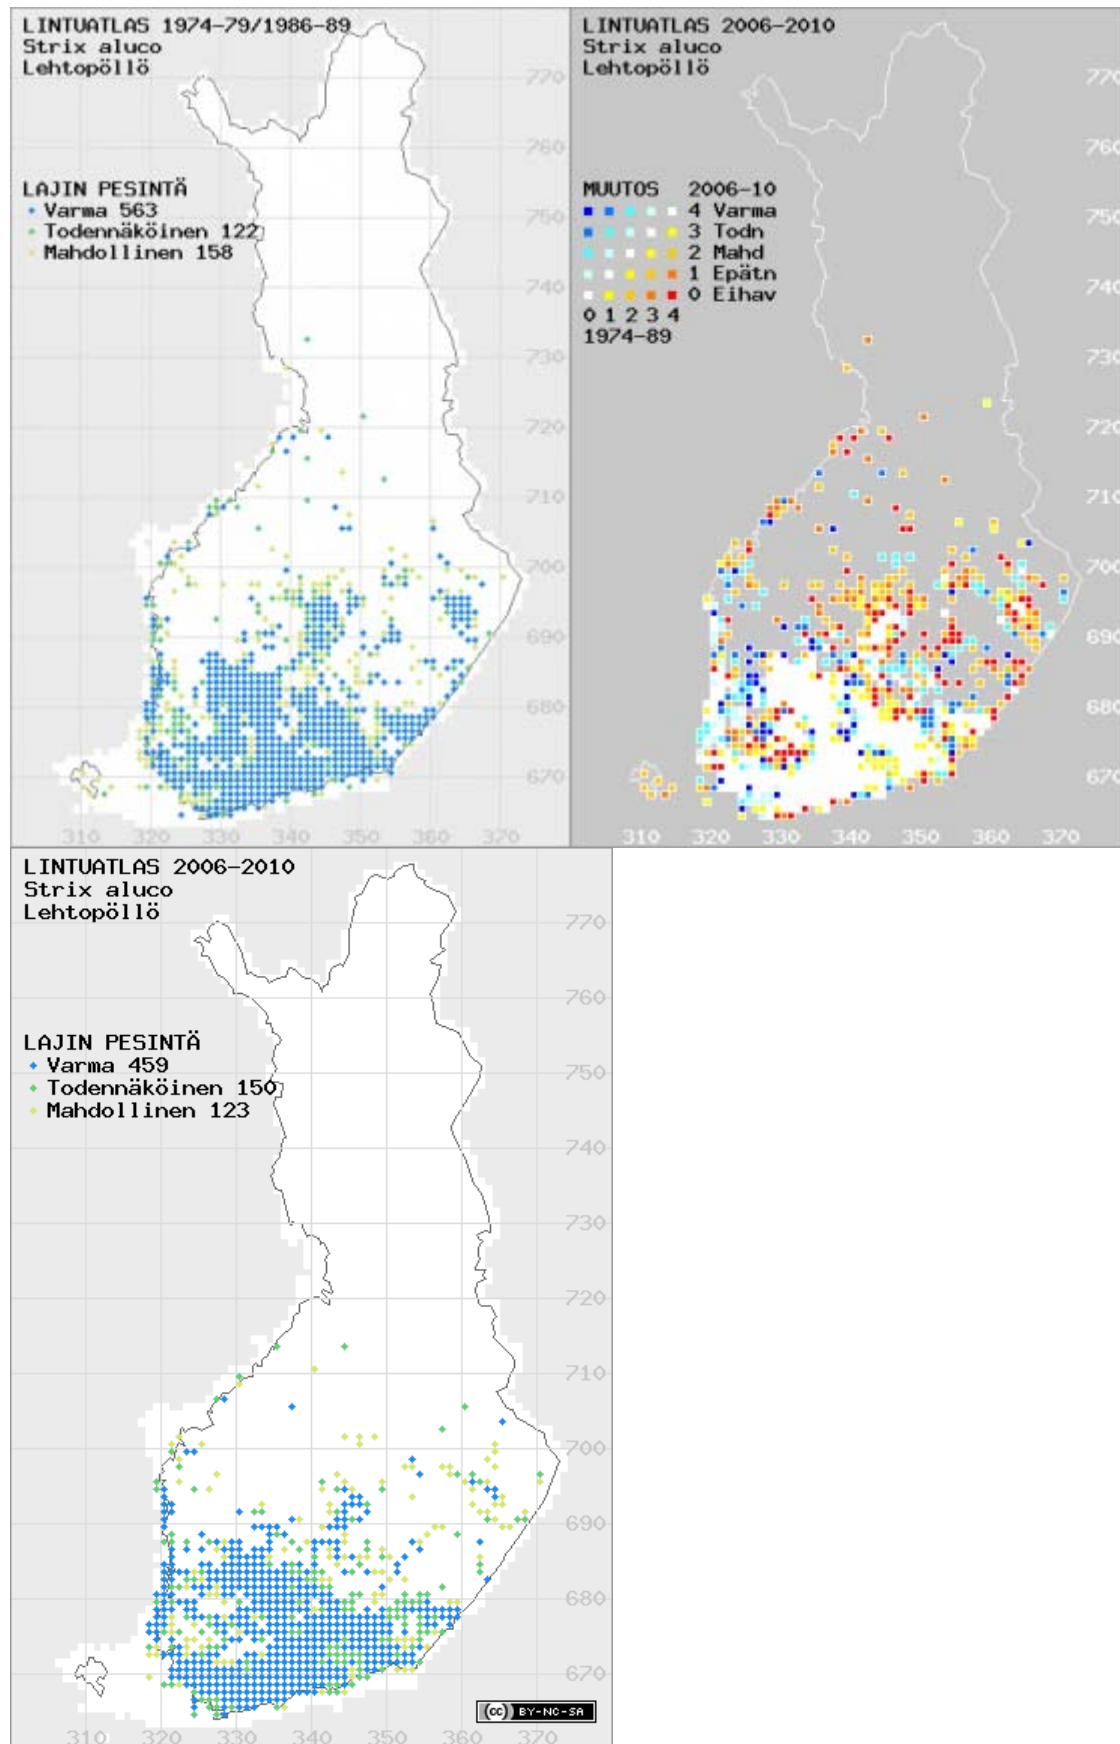 LINTUATLAS 1974-79/1986-89
Strix aluco
Lehtopöllö
770
760
LAJIN PESINTÄ
Varma 563
Todennäköinen 122
Mahdollinen 158
750
740
730
720
710
700
690
680
670
310 320 330 340 350 360 370
LINTUATLAS 2006-2010
Strix aluco
Lehtopöllö
770
760
MUUTOS 2006-10
4 Varma
3 Todn
2 Mahd
1 Epätn
0 Eihav
0 1 2 3 4
1974-89
750
740
730
720
710
700
690
680
670
310 320 330 340 350 360 370
LINTUATLAS 2006-2010
Strix aluco
Lehtopöllö
770
760
LAJIN PESINTÄ
Varma 459
Todennäköinen 150
Mahdollinen 123
750
740
730
720
710
700
690
680
670
cc BY-NC-SA
310 320 330 340 350 360 370